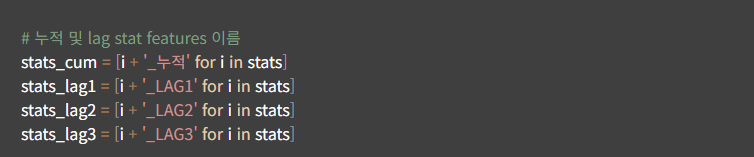 # 누적 및 lag stat features 이름
stats_cum = [i + '_누적' for i in stats]
stats_lag1 = [i + '_LAG1' for i in stats]
stats_lag2 = [i + '_LAG2' for i in stats]
stats_lag3 = [i + '_LAG3' for i in stats]